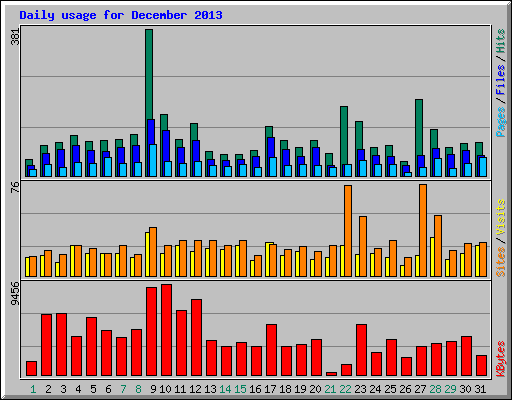 Daily usage for December 2013
381
Pages / Files / Hits
76
Sites / Visits
9456
KBytes
1 2 3 4 5 6 7 8 9 10 11 12 13 14 15 16 17 18 19 20 21 22 23 24 25 26 27 28 29 30 31